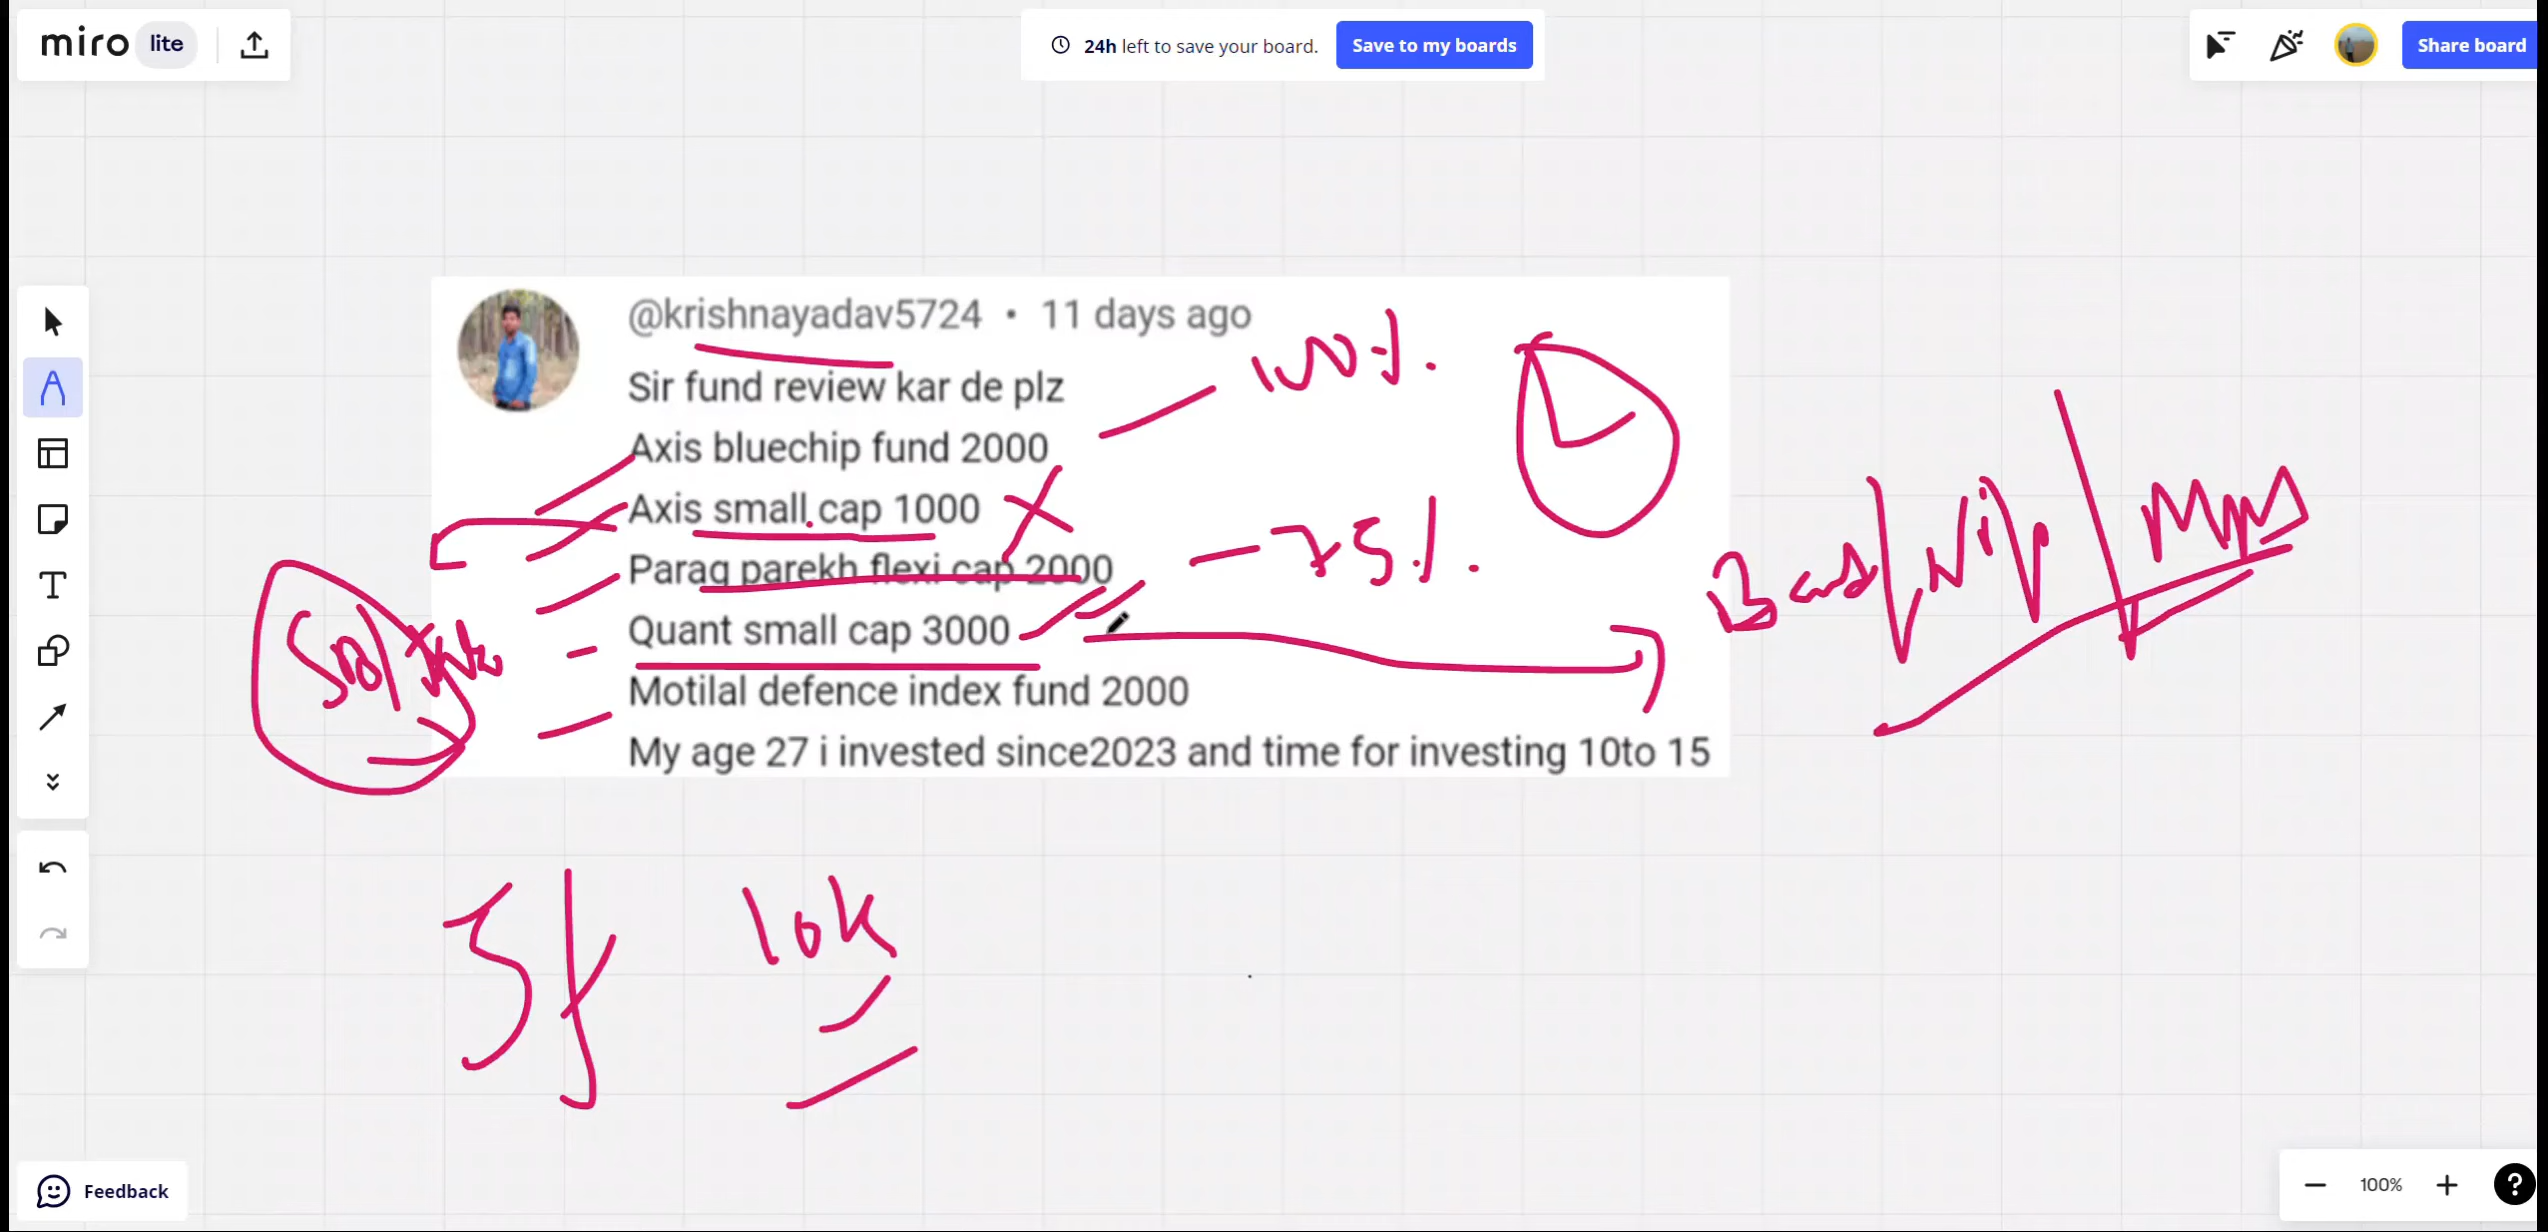 miro lite
24h left to save your board. Save to my boards
Share board
@krishnayadav5724 • 11 days ago
Sir fund review kar de plz
Axis bluechip fund 2000
100%.
Axis small cap 1000
Parag parekh flexi cap 2000
75%.
Quant small cap 3000
Motilal defence index fund 2000
My age 27 i invested since2023 and time for investing 10to 15
10k
Feedback
100%